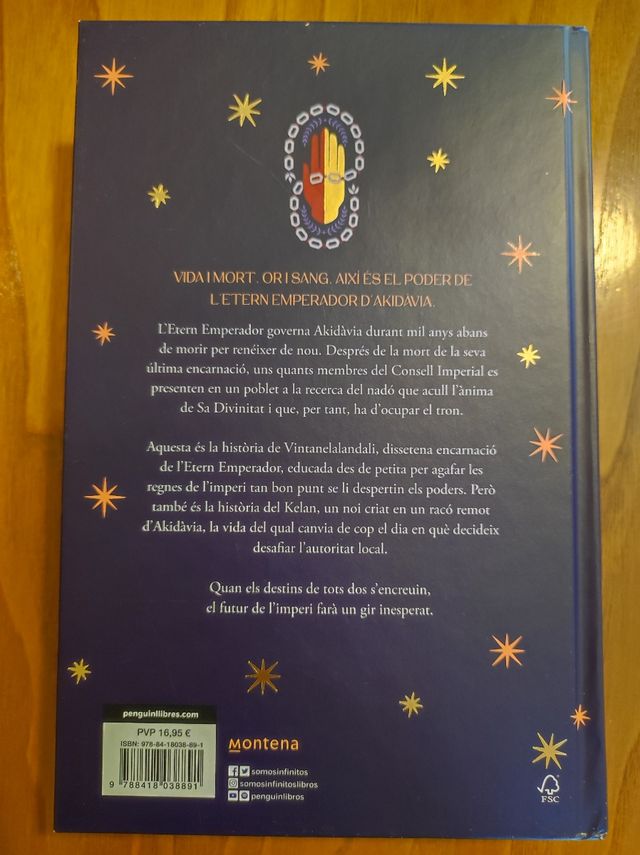 VIDA I MORT. OR I SANG. AIXÍ ÉS EL PODER DE
L'ETERN EMPERADOR D'AKIDÀVIA.
L'Etern Emperador governa Akidàvia durant mil anys abans
de morir per renéixer de nou. Després de la mort de la seva
última encarnació, uns quants membres del Consell Imperial es
presenten en un poblet a la recerca del nadó que acull l'ànima
de Sa Divinitat i que, per tant, ha d'ocupar el tron.
Aquesta és la història de Vintanelalandali, dissetena encarnació
de l'Etern Emperador, educada des de petita per agafar les
regnes de l'imperi tan bon punt se li despertin els poders. Però
també és la història del Kelan, un noi criat en un racó remot
d'Akidàvia, la vida del qual canvia de cop el dia en què decideix
desafiar l'autoritat local.
Quan els destins de tots dos s'encreuin,
el futur de l'imperi farà un gir inesperat.
penguinllibres.com
PVP 16,95 €
ISBN: 978-84-18038-89-1
9 788418 038891
montena
somosinfinitos
somosinfinitoslibros
penguinlibros
FSC